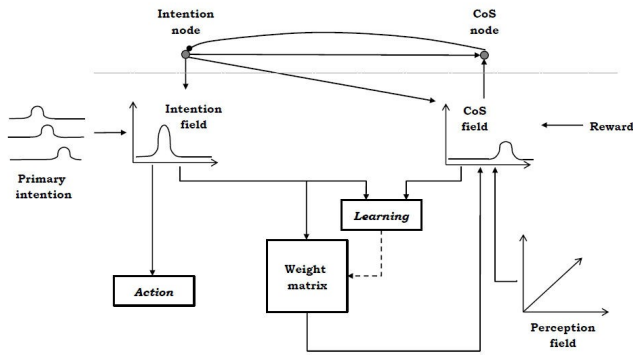 Intention
node
CoS
node
Intention
field
CoS
field
Reward
Primary
intention
Learning
Weight
matrix
Action
Perception
field